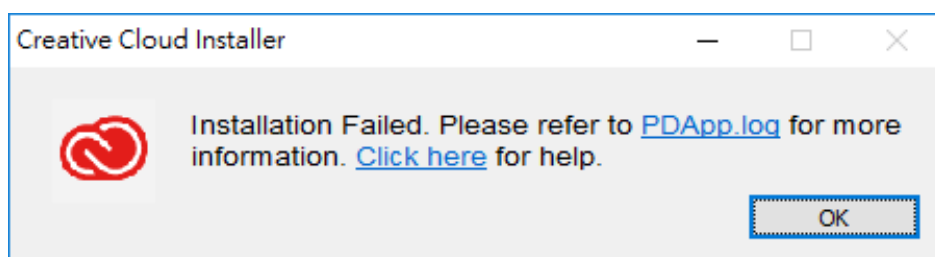 Creative Cloud Installer
Installation Failed. Please refer to PDApp.log for more
information. Click here for help.
OK